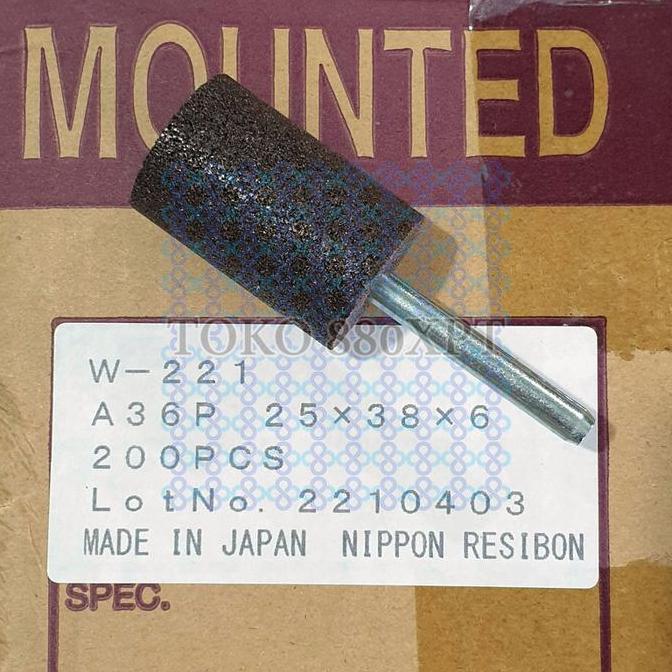 MOUNTED
TOKO 880XPT
W-221
A36P 25×38×6
200PCS
LotNo. 2210403
MADE IN JAPAN NIPPON RESIBON
SPEC.